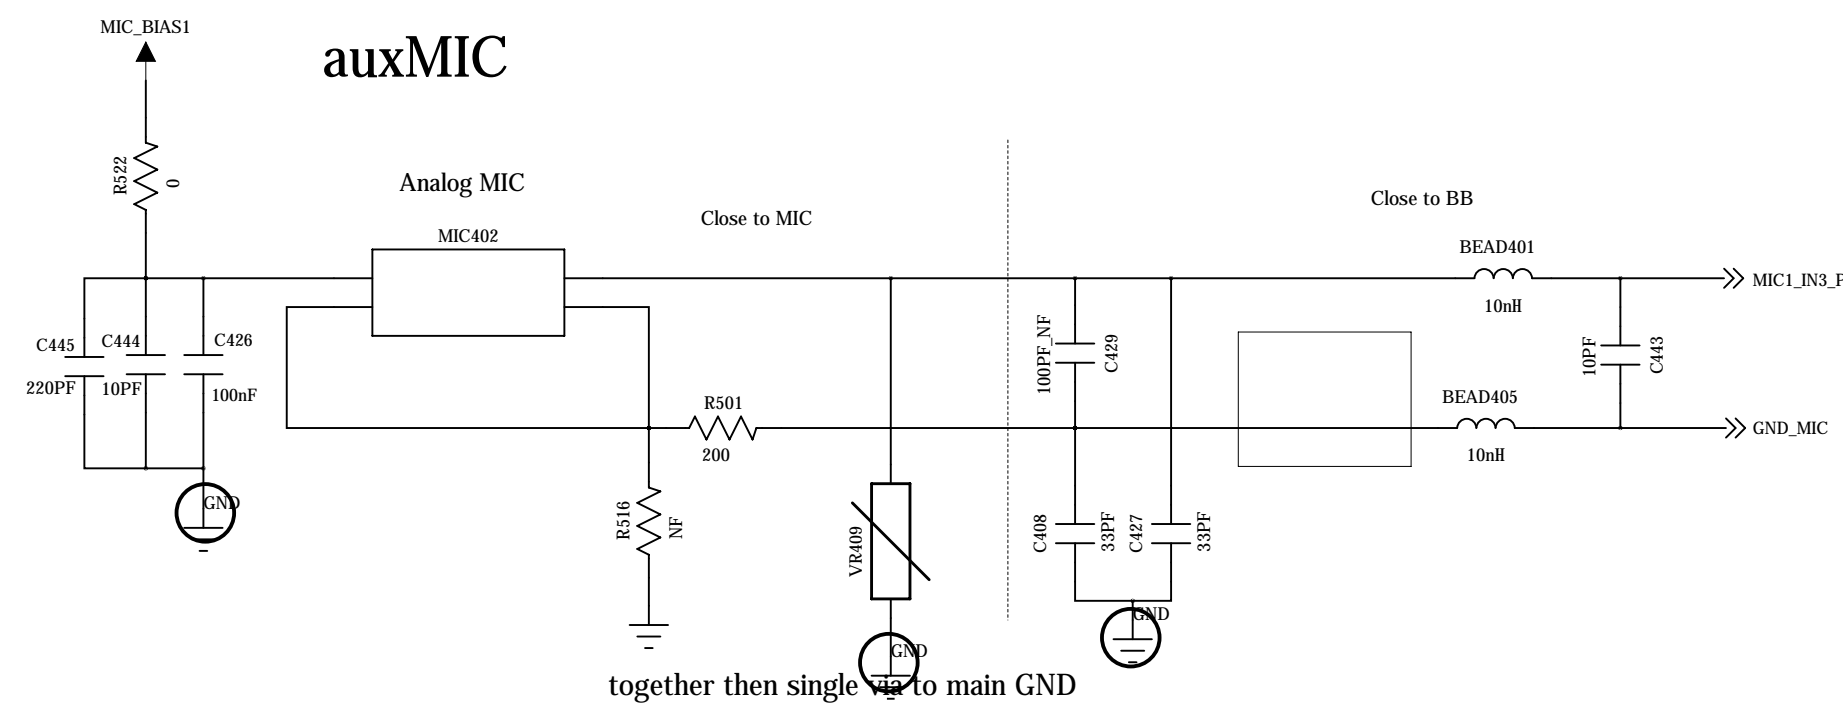 MIC_BIAS1
auxMIC
R522
0
Analog MIC
MIC402
Close to MIC
Close to BB
BEAD401
10nH
MIC1_IN3_P
C445
220PF
C444
10PF
C426
100nF
GND
R501
200
R516
NF
VR409
GND
100PF_NF
C429
C408
33PF
C427
33PF
GND
BEAD405
10nH
10PF
C443
GND_MIC
together then single via to main GND